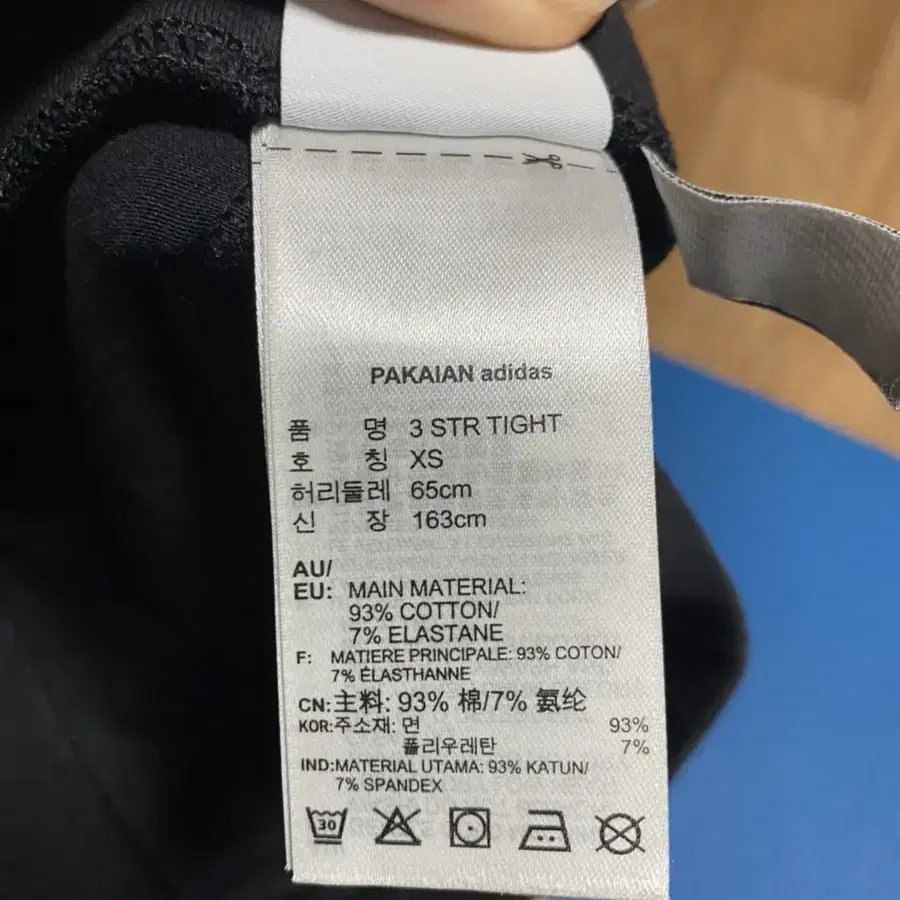 PAKAIAN adidas
품 명 3 STR TIGHT
호 칭 XS
허리둘레 65cm
신 장 163cm
AU/
EU: MAIN MATERIAL:
93% COTTON/
7% ELASTANE
F: MATIERE PRINCIPALE: 93% COTON/
7% ÉLASTHANNE
CN:主料: 93% 棉/7% 氨纶
KOR:주소재: 면 93%
폴리우레탄 7%
IND:MATERIAL UTAMA: 93% KATUN/
7% SPANDEX
30